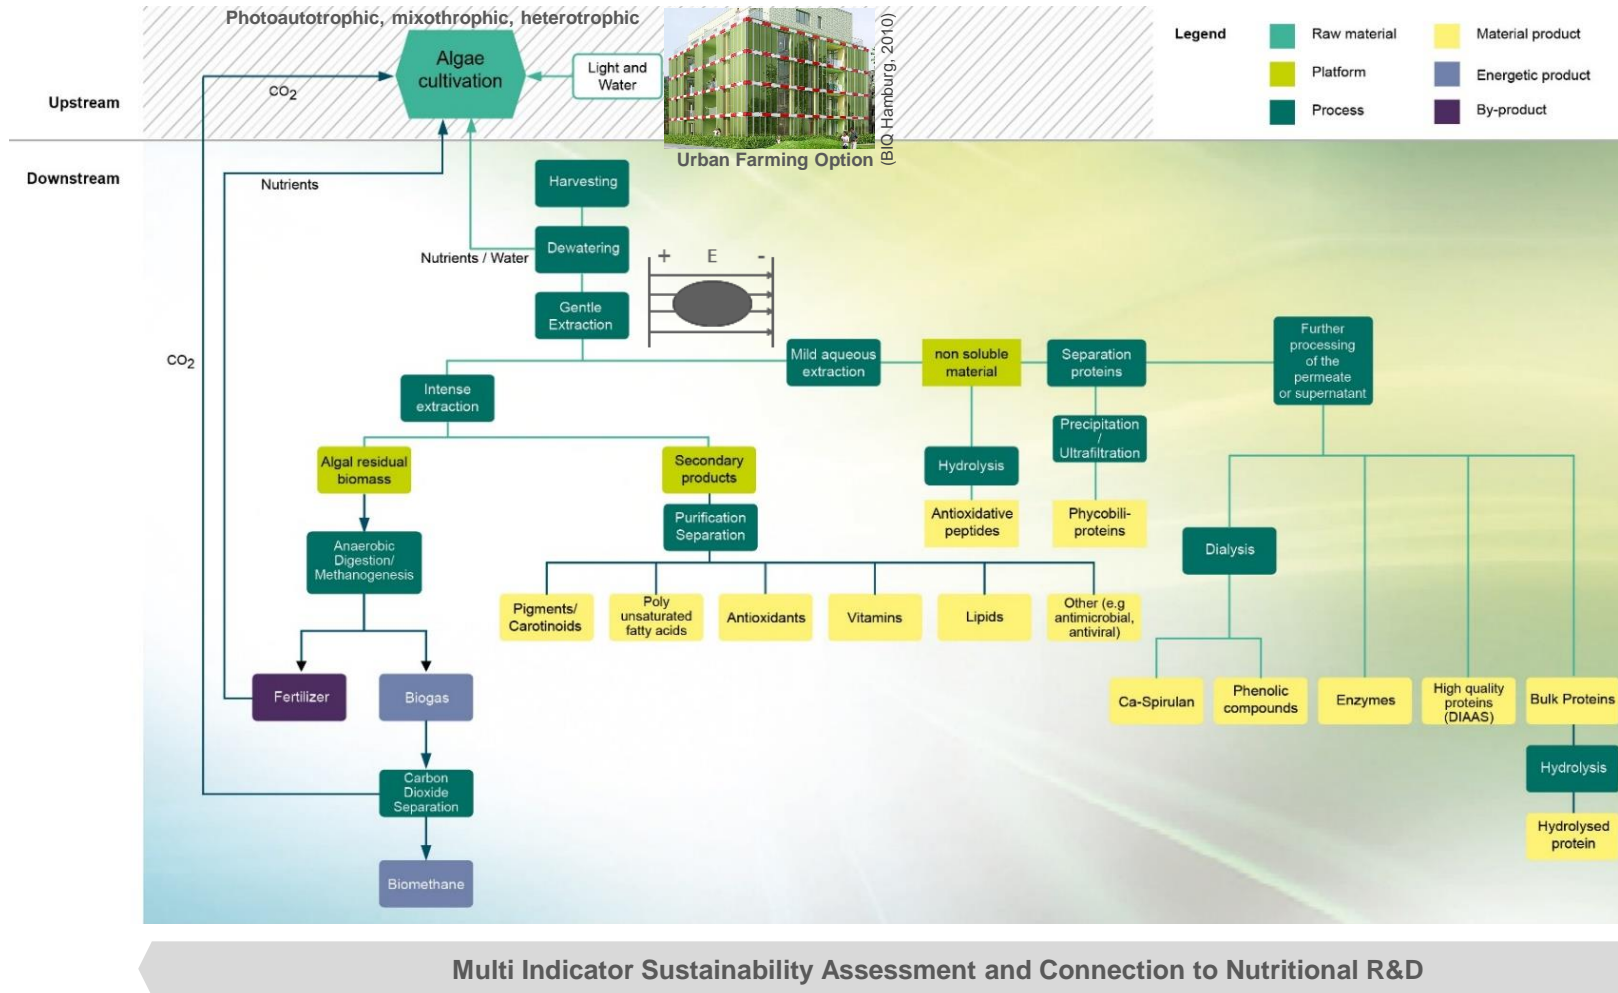 Photoautotrophic, mixothrophic, heterotrophic
Algae
cultivation
Light and
Water
CO2
Upstream
(BIQ Hamburg, 2010)
Urban Farming Option
Legend
Raw material
Platform
Process
Material product
Energetic product
By-product
Downstream
Nutrients
Harvesting
Dewatering
Nutrients / Water
+ E -
Gentle
Extraction
CO2
Mild aqueous
extraction
non soluble
material
Separation
proteins
Further
processing
of the
permeate
or supernatant
Intense
extraction
Precipitation
/
Ultrafiltration
Algal residual
biomass
Secondary
products
Hydrolysis
Purification
Separation
Antioxidative
peptides
Phycobili-
proteins
Anaerobic
Digestion/
Methanogenesis
Dialysis
Pigments/
Carotinoids
Poly
unsaturated
fatty acids
Antioxidants
Vitamins
Lipids
Other (e.g
antimicrobial,
antiviral)
Fertilizer
Biogas
Ca-Spirulan
Phenolic
compounds
Enzymes
High quality
proteins
(DIAAS)
Bulk Proteins
Carbon
Dioxide
Separation
Hydrolysis
Hydrolysed
protein
Biomethane
Multi Indicator Sustainability Assessment and Connection to Nutritional R&D